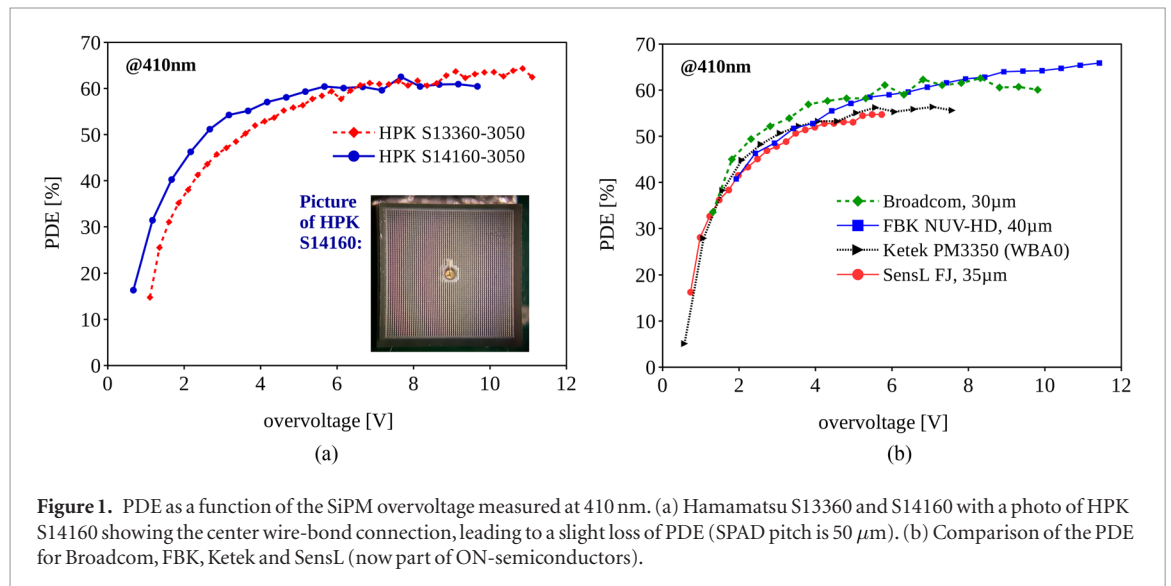 @410nm
PDE [%]
70
60
50
40
30
20
10
0
0 2 4 6 8 10 12
overvoltage [V]
HPK S13360-3050
HPK S14160-3050
Picture
of HPK
S14160:
(a)
@410nm
PDE [%]
70
60
50
40
30
20
10
0
0 2 4 6 8 10 12
overvoltage [V]
Broadcom, 30µm
FBK NUV-HD, 40µm
Ketek PM3350 (WBA0)
SensL FJ, 35µm
(b)
Figure 1. PDE as a function of the SiPM overvoltage measured at 410 nm. (a) Hamamatsu S13360 and S14160 with a photo of HPK
S14160 showing the center wire-bond connection, leading to a slight loss of PDE (SPAD pitch is 50 μm). (b) Comparison of the PDE
for Broadcom, FBK, Ketek and SensL (now part of ON-semiconductors).